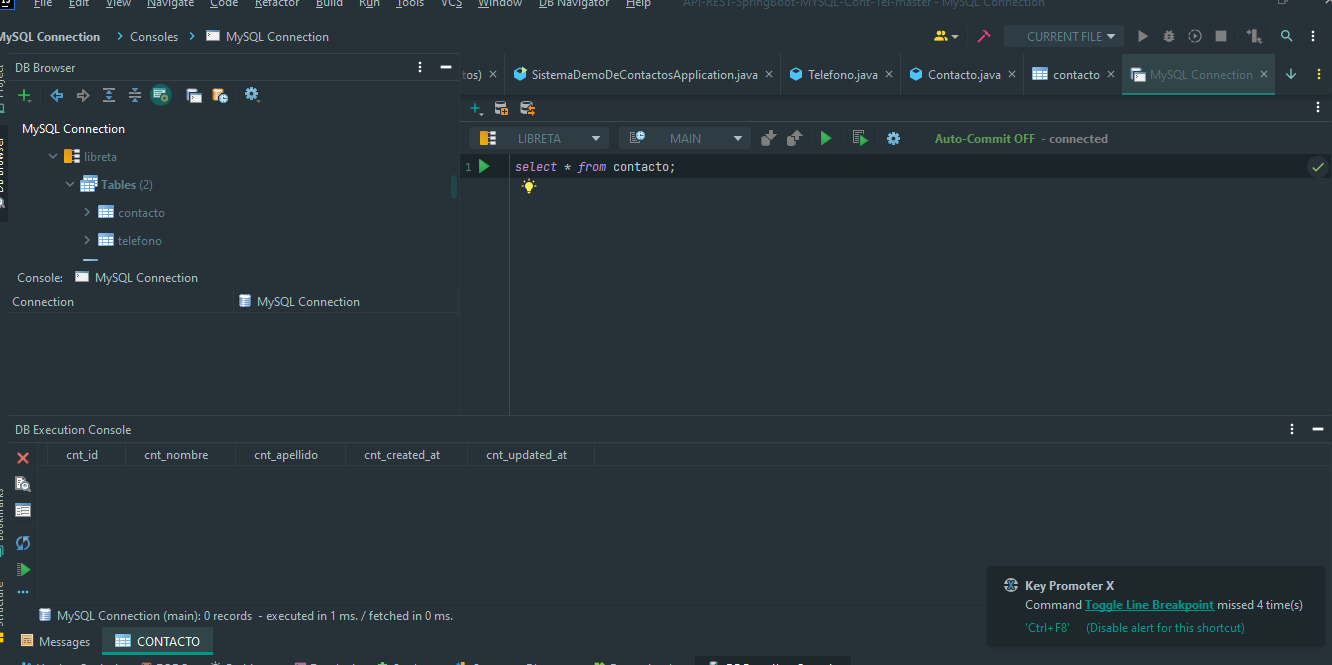 File Edit View Navigate Code Refactor Build Run Tools VCS Window DB Navigator Help API-REST-SpringBoot-MYSQL-Cont-Tel-master - MySQL Connection
MySQL Connection Consoles MySQL Connection CURRENT FILE
DB Browser
tos) SistemaDemoDeContactosApplication.java Telefono.java Contacto.java contacto MySQL Connection
MySQL Connection
libreta
Tables (2)
contacto
telefono
LIBRETA MAIN Auto-Commit OFF - connected
1 select * from contacto;
Console: MySQL Connection
Connection MySQL Connection
DB Execution Console
cnt_id cnt_nombre cnt_apellido cnt_created_at cnt_updated_at
Key Promoter X
Command Toggle Line Breakpoint missed 4 time(s)
'Ctrl+F8' (Disable alert for this shortcut)
MySQL Connection (main): 0 records - executed in 1 ms. / fetched in 0 ms.
Messages CONTACTO